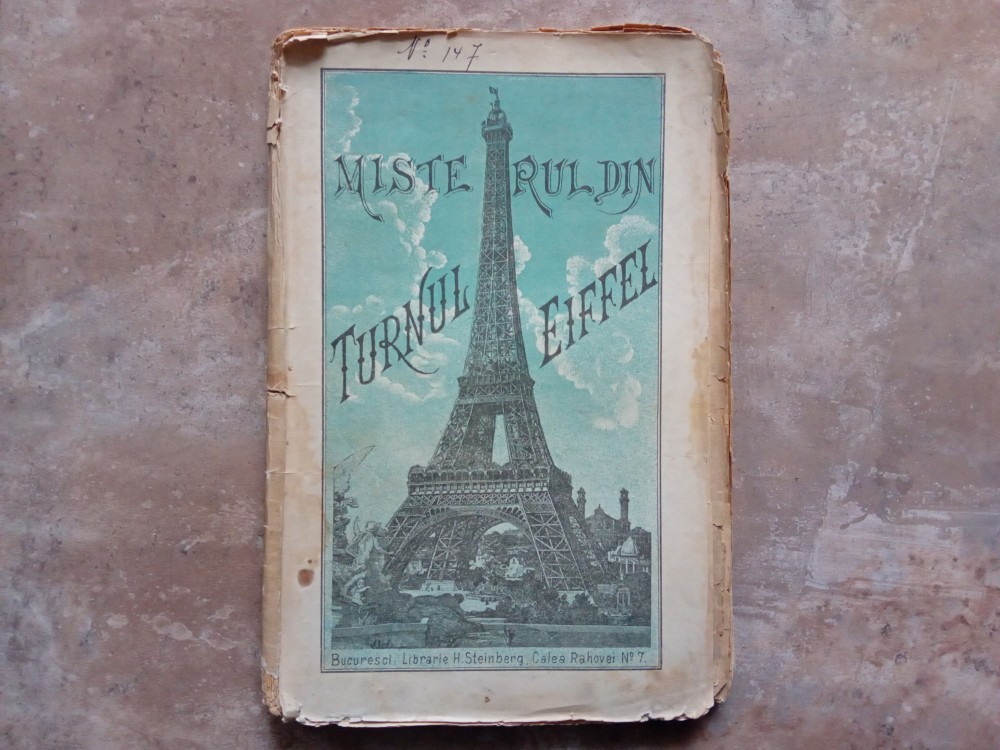 Nº 147
MISTERUL DIN
TURNUL EIFFEL
Bucuresci. Librarie H. Steinberg, Calea Rahovei Nº 7.